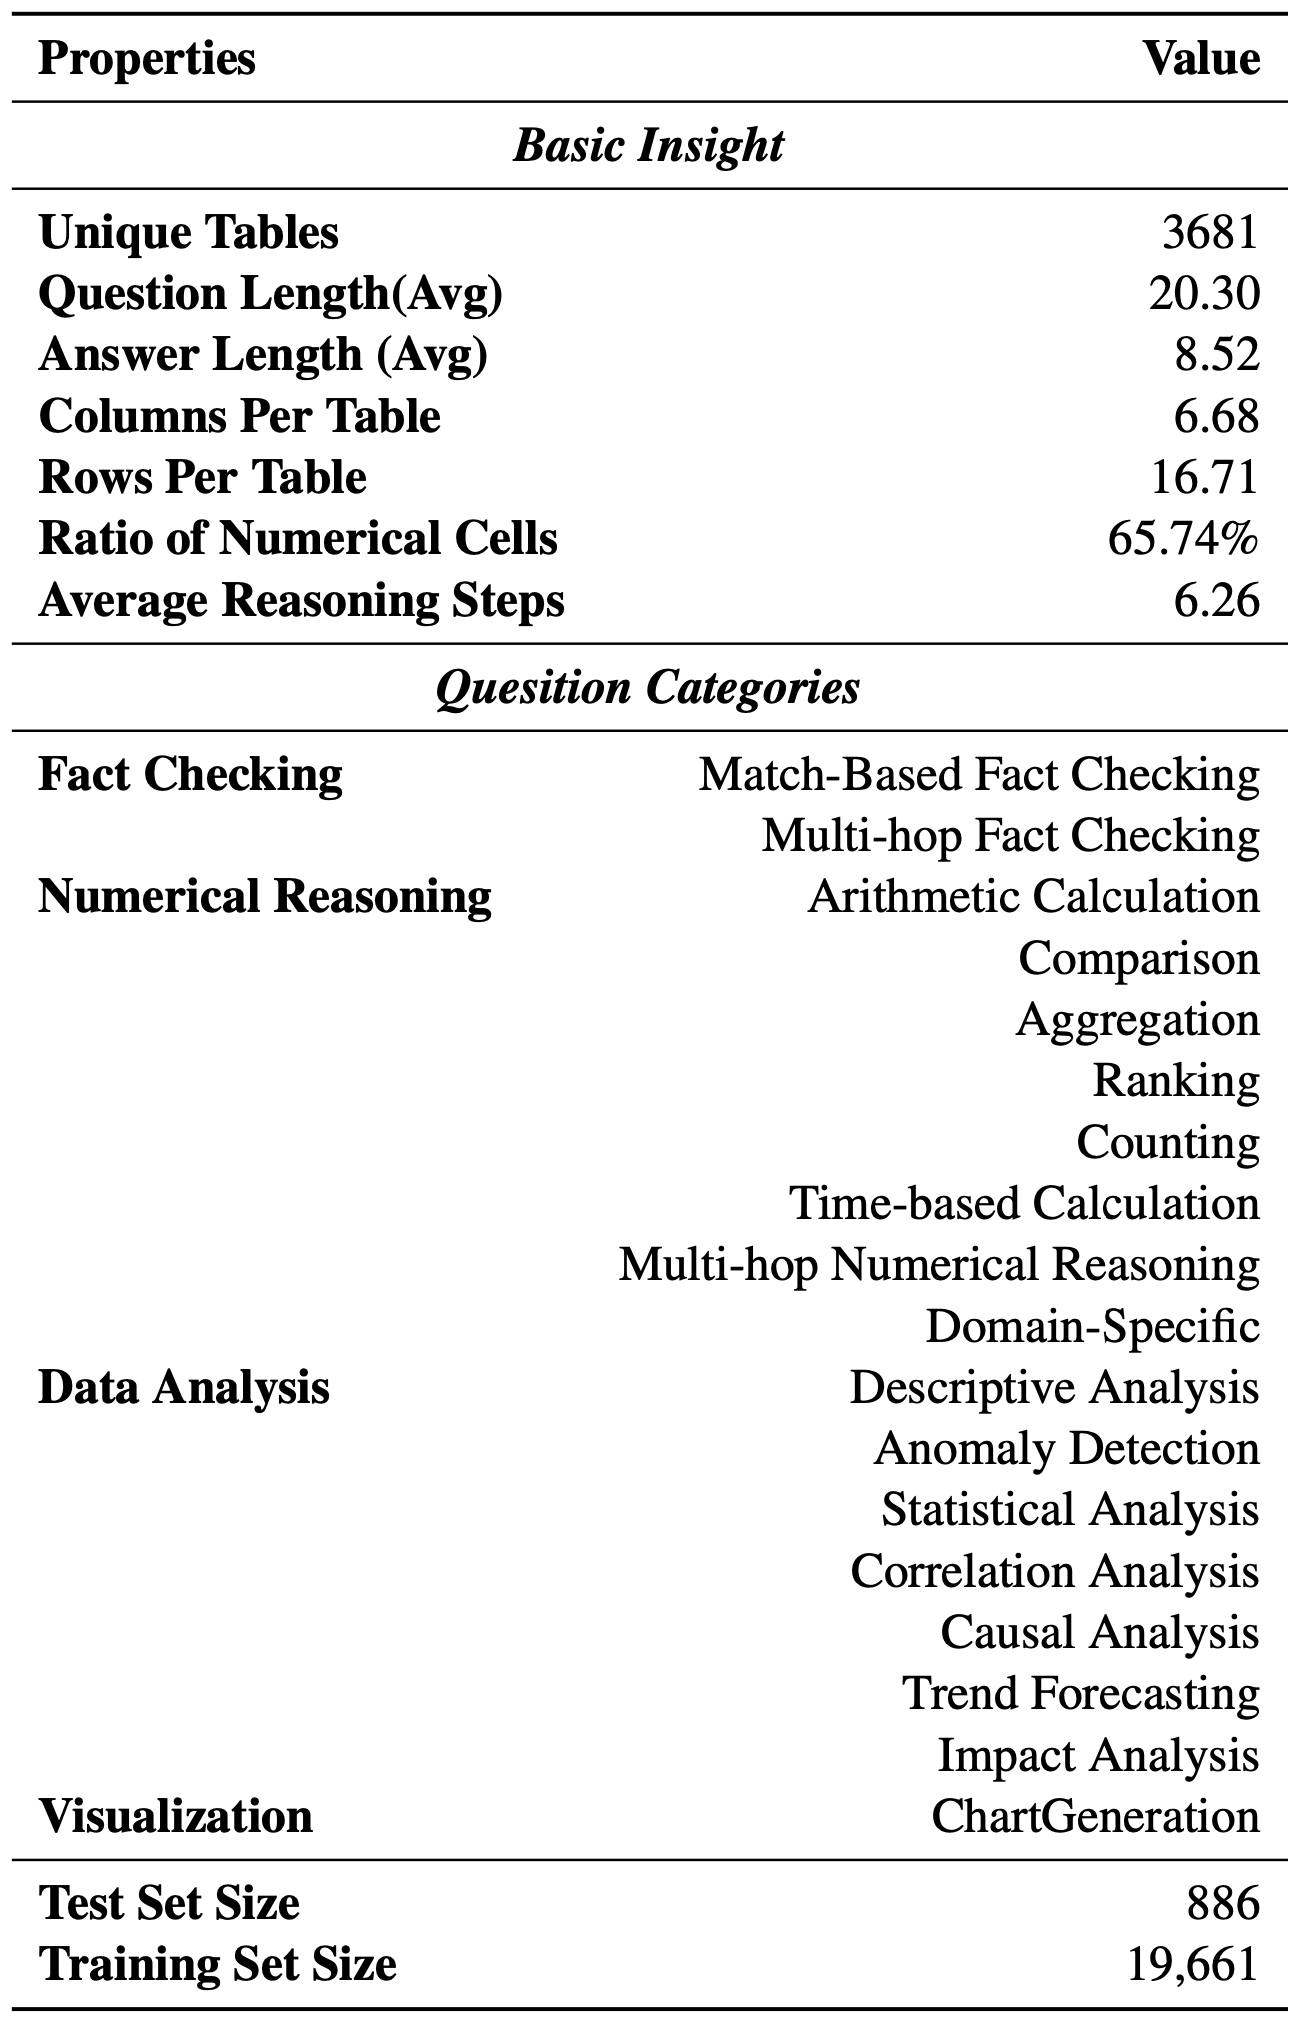 Properties Value
Basic Insight
Unique Tables 3681
Question Length(Avg) 20.30
Answer Length (Avg) 8.52
Columns Per Table 6.68
Rows Per Table 16.71
Ratio of Numerical Cells 65.74%
Average Reasoning Steps 6.26
Quesition Categories
Fact Checking Match-Based Fact Checking
Multi-hop Fact Checking
Numerical Reasoning Arithmetic Calculation
Comparison
Aggregation
Ranking
Counting
Time-based Calculation
Multi-hop Numerical Reasoning
Domain-Specific
Data Analysis Descriptive Analysis
Anomaly Detection
Statistical Analysis
Correlation Analysis
Causal Analysis
Trend Forecasting
Impact Analysis
Visualization ChartGeneration
Test Set Size 886
Training Set Size 19,661